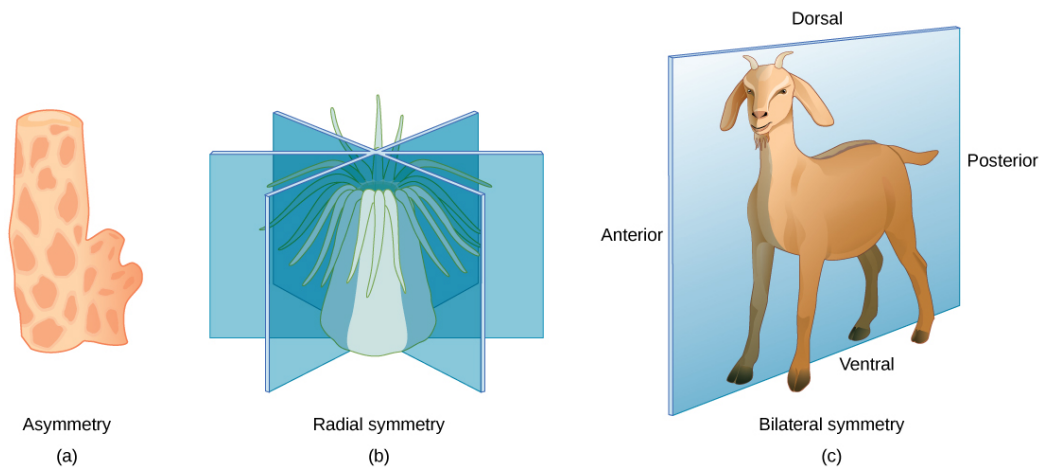 Asymmetry
(a)
Radial symmetry
(b)
Dorsal
Anterior
Posterior
Ventral
Bilateral symmetry
(c)